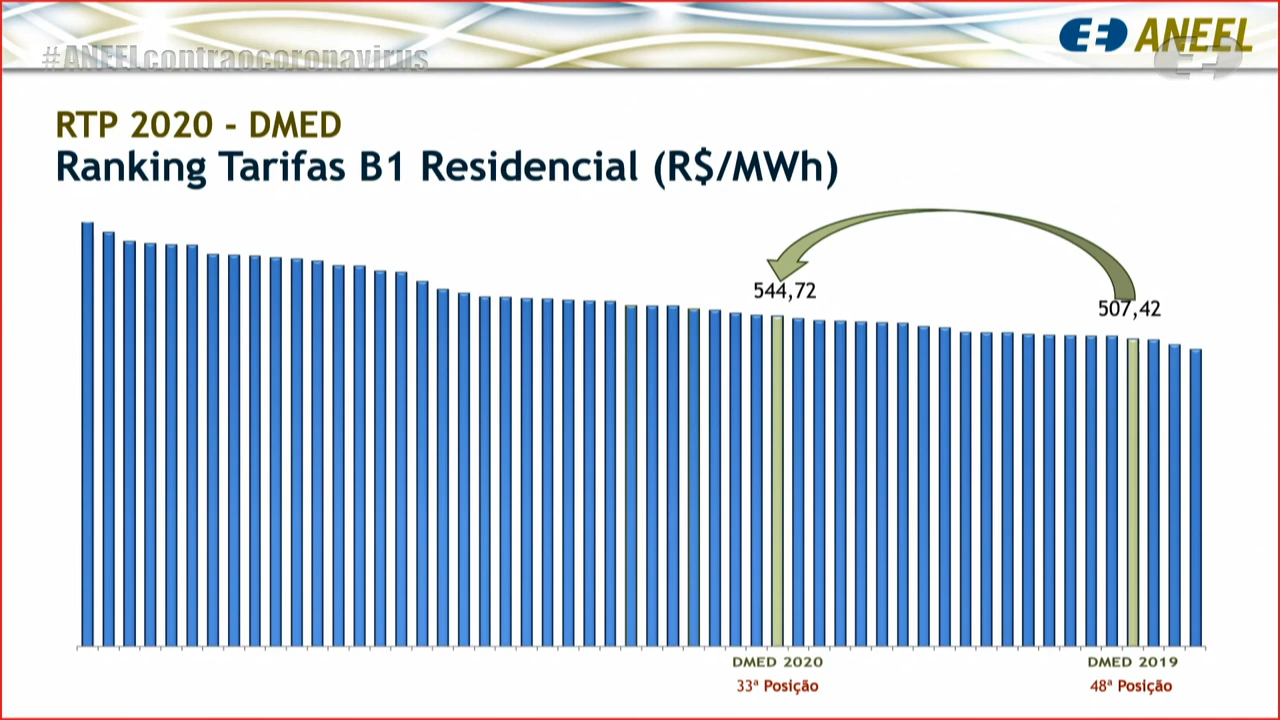 #ANEELcontraocoronavirus
ANEEL
RTP 2020 - DMED
Ranking Tarifas B1 Residencial (R$/MWh)
544,72
507,42
DMED 2020
DMED 2019
33ª Posição
48ª Posição